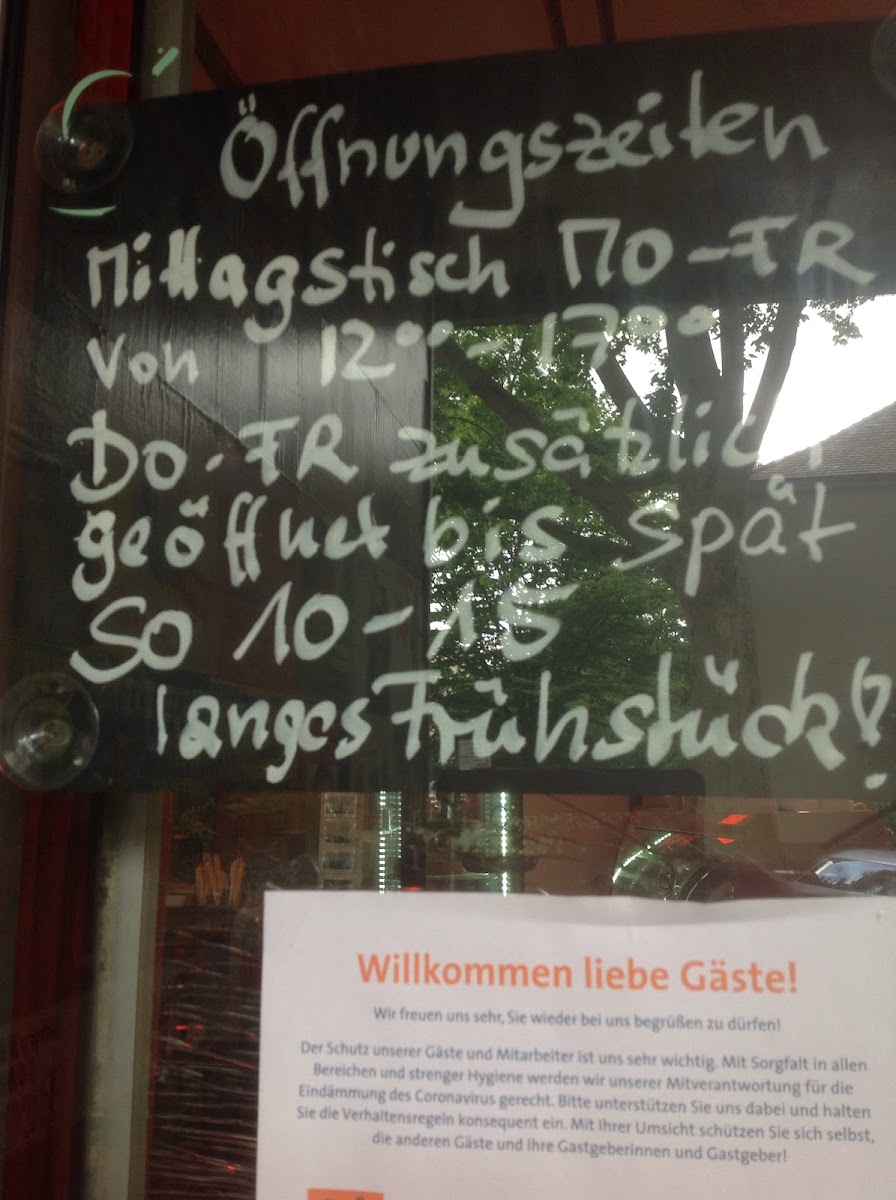 Öffnungszeiten
Mittagstisch MO-FR
von 12⁰⁰-17⁰⁰
DO.FR zusätzlich
geöffnet bis spät
SO 10-15
langes Frühstück!
Willkommen liebe Gäste!
Wir freuen uns sehr, Sie wieder bei uns begrüßen zu dürfen!
Der Schutz unserer Gäste und Mitarbeiter ist uns sehr wichtig. Mit Sorgfalt in allen
Bereichen und strenger Hygiene werden wir unserer Mitverantwortung für die
Eindämmung des Coronavirus gerecht. Bitte unterstützen Sie uns dabei und halten
Sie die Verhaltensregeln konsequent ein. Mit Ihrer Umsicht schützen Sie sich selbst,
die anderen Gäste und Ihre Gastgeberinnen und Gastgeber!